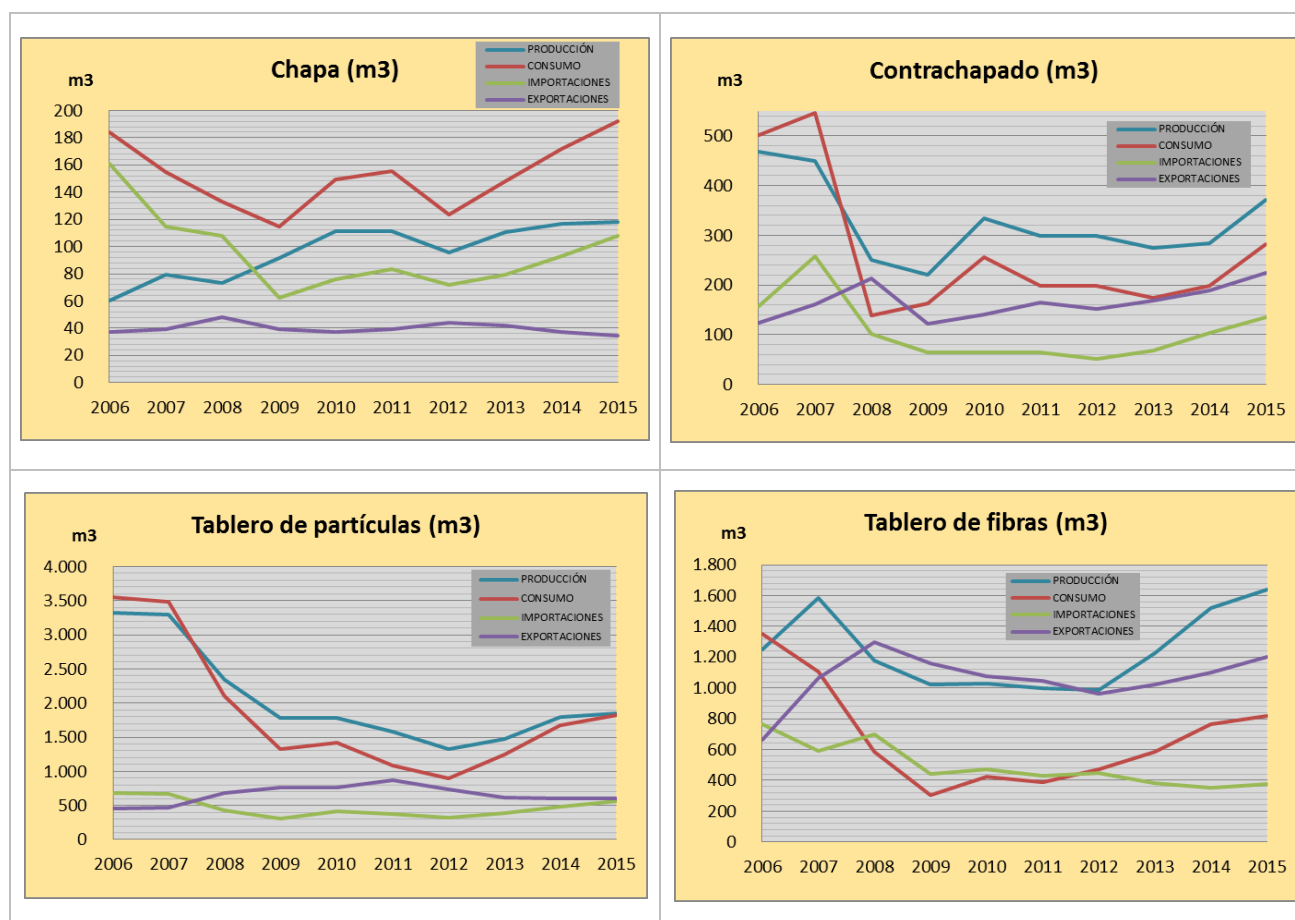 Chapa (m3)
m3
PRODUCCIÓN
CONSUMO
IMPORTACIONES
EXPORTACIONES
200
180
160
140
120
100
80
60
40
20
0
2006 2007 2008 2009 2010 2011 2012 2013 2014 2015
Contrachapado (m3)
m3
PRODUCCIÓN
CONSUMO
IMPORTACIONES
EXPORTACIONES
500
400
300
200
100
0
2006 2007 2008 2009 2010 2011 2012 2013 2014 2015
Tablero de partículas (m3)
m3
PRODUCCIÓN
CONSUMO
IMPORTACIONES
EXPORTACIONES
4.000
3.500
3.000
2.500
2.000
1.500
1.000
500
0
2006 2007 2008 2009 2010 2011 2012 2013 2014 2015
Tablero de fibras (m3)
m3
PRODUCCIÓN
CONSUMO
IMPORTACIONES
EXPORTACIONES
1.800
1.600
1.400
1.200
1.000
800
600
400
200
0
2006 2007 2008 2009 2010 2011 2012 2013 2014 2015